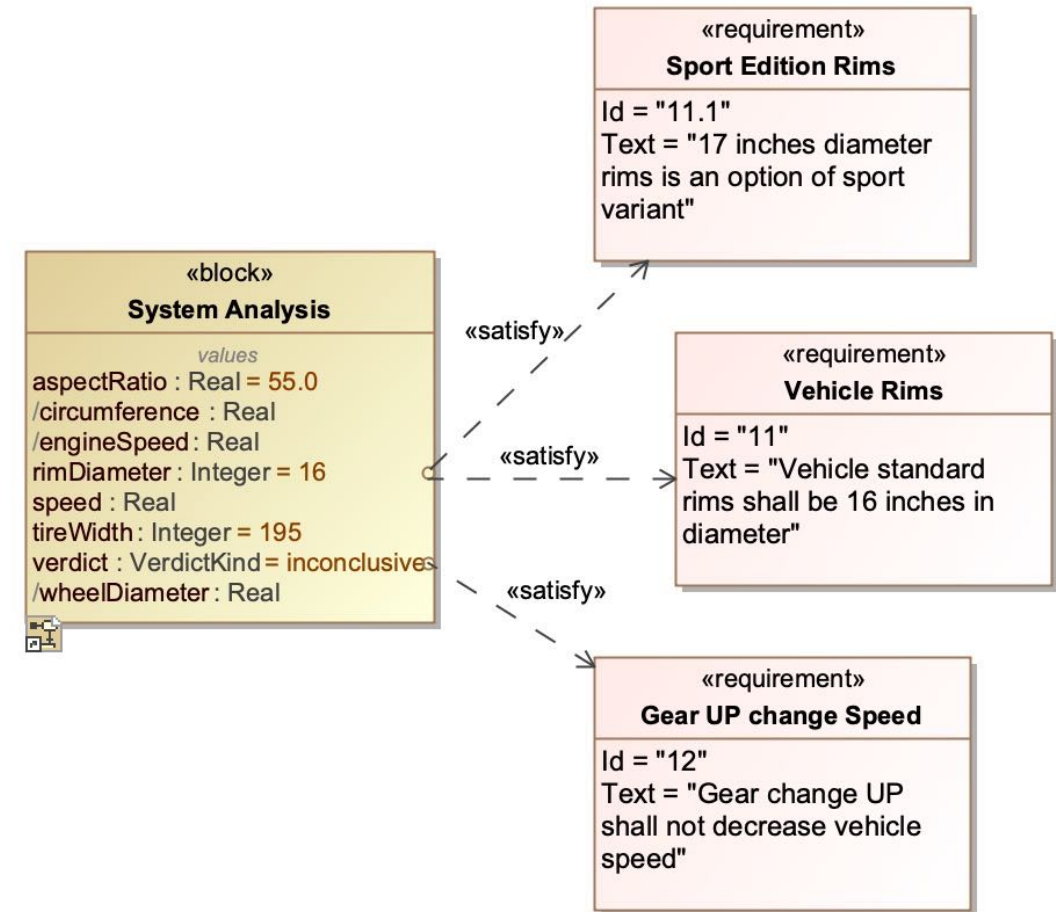 «requirement»
Sport Edition Rims
Id = "11.1"
Text = "17 inches diameter
rims is an option of sport
variant"
«block»
System Analysis
values
aspectRatio : Real = 55.0
/circumference : Real
/engineSpeed : Real
rimDiameter : Integer = 16
speed : Real
tireWidth : Integer = 195
verdict : VerdictKind = inconclusive
/wheelDiameter : Real
«satisfy»
«satisfy»
«satisfy»
«requirement»
Vehicle Rims
Id = "11"
Text = "Vehicle standard
rims shall be 16 inches in
diameter"
«requirement»
Gear UP change Speed
Id = "12"
Text = "Gear change UP
shall not decrease vehicle
speed"